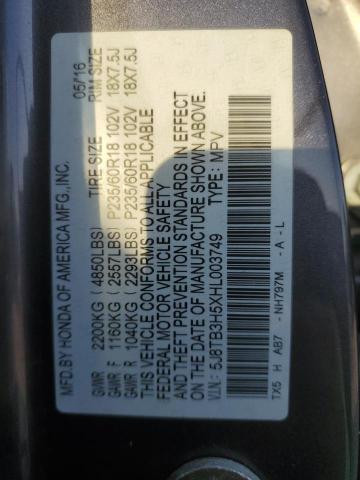 MFD.BY HONDA OF AMERICA MFG.,INC. 05/16
TIRE SIZE RIM SIZE
GVWR 2200KG (4850LBS)
GAWR F 1160KG (2557LBS) P235/60R18 102V 18X7.5J
GAWR R 1040KG (2293LBS) P235/60R18 102V 18X7.5J
THIS VEHICLE CONFORMS TO ALL APPLICABLE
FEDERAL MOTOR VEHICLE SAFETY, BUMPER,
AND THEFT PREVENTION STANDARDS IN EFFECT
ON THE DATE OF MANUFACTURE SHOWN ABOVE.
V.I.N.: 5J8TB3H5XHL003749 TYPE: MPV
TX5 H AB7 - NH797M - A - L